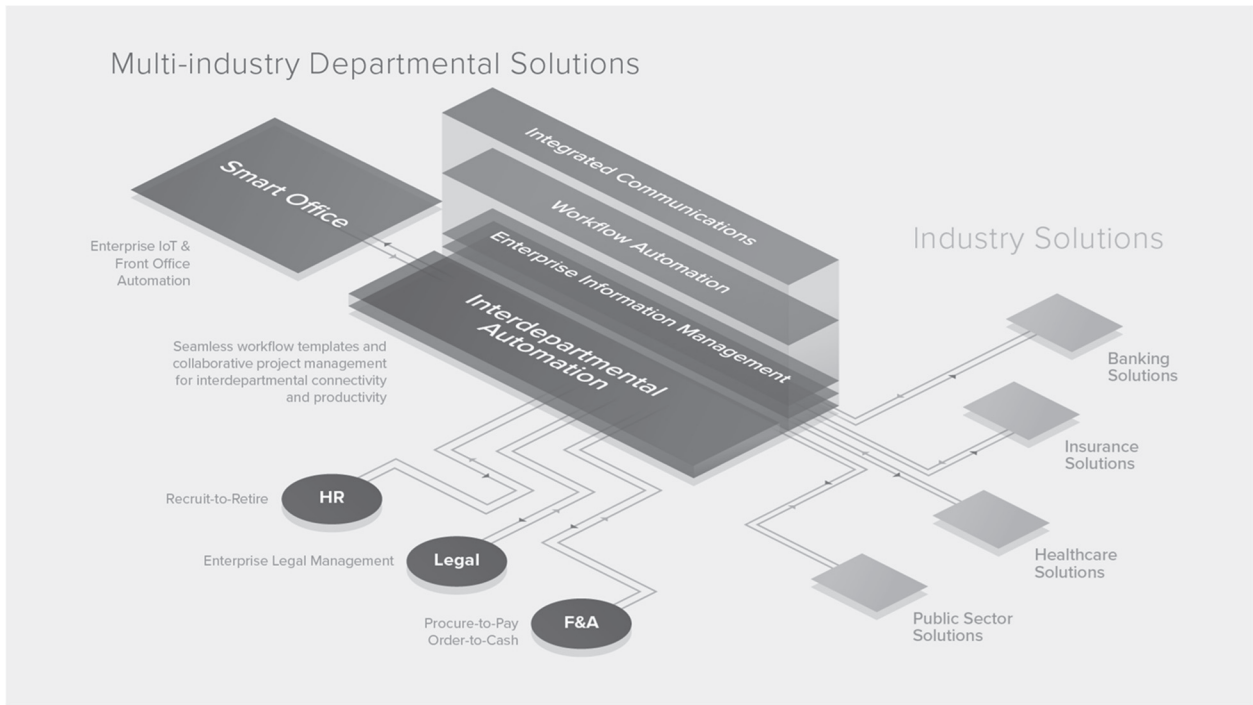 Multi-industry Departmental Solutions
Integrated Communications
Smart Office
Workflow Automation
Enterprise IoT &
Front Office
Automation
Enterprise Information Management
Industry Solutions
Interdepartmental
Automation
Seamless workflow templates and
collaborative project management
for interdepartmental connectivity
and productivity
Banking
Solutions
Insurance
Solutions
Recruit-to-Retire
HR
Healthcare
Solutions
Enterprise Legal Management
Legal
Procure-to-Pay
Order-to-Cash
F&A
Public Sector
Solutions